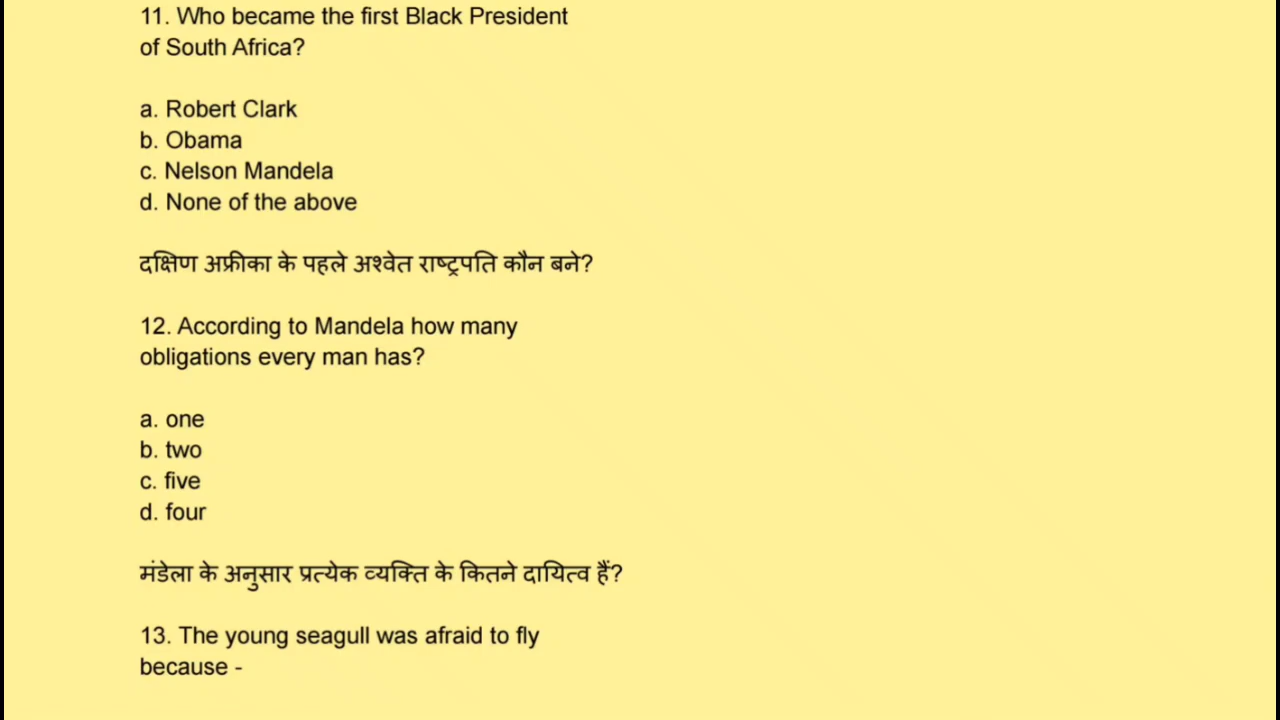 11. Who became the first Black President
of South Africa?
a. Robert Clark
b. Obama
c. Nelson Mandela
d. None of the above
दक्षिण अफ्रीका के पहले अश्वेत राष्ट्रपति कौन बने?
12. According to Mandela how many
obligations every man has?
a. one
b. two
c. five
d. four
मंडेला के अनुसार प्रत्येक व्यक्ति के कितने दायित्व हैं?
13. The young seagull was afraid to fly
because -